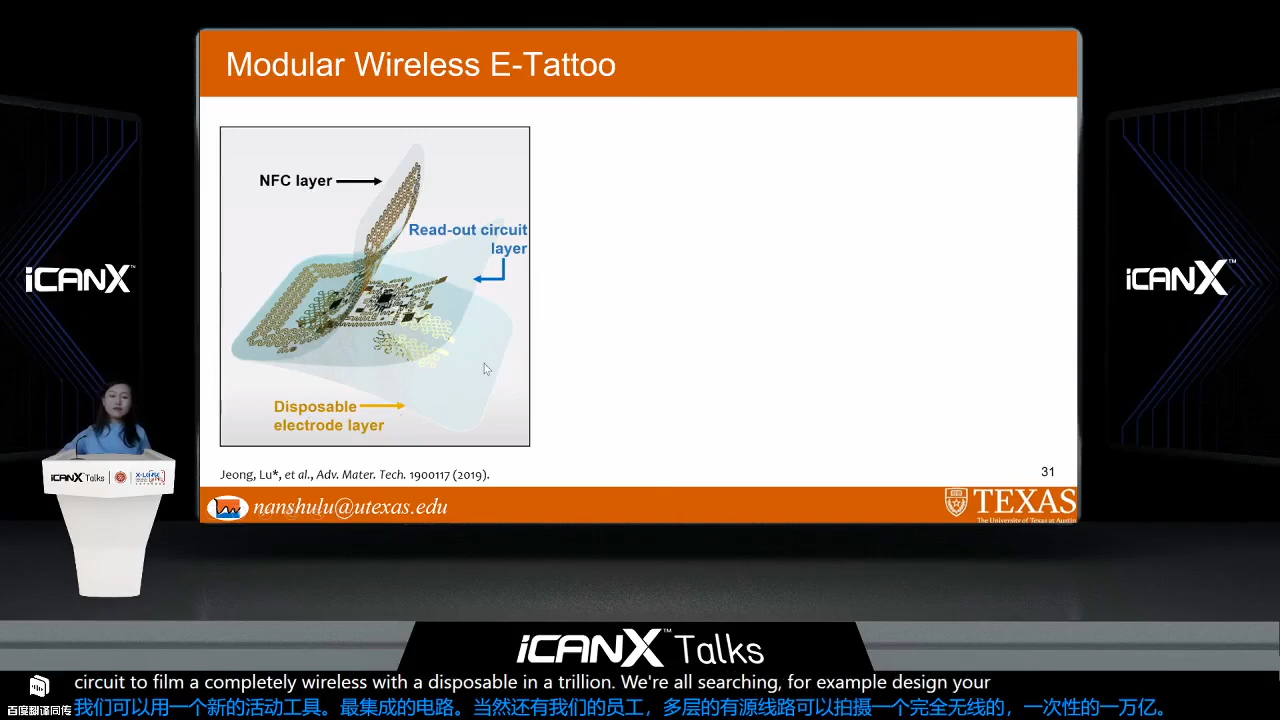 Modular Wireless E-Tattoo
NFC layer
Read-out circuit
layer
Disposable
electrode layer
Jeong, Lu*, et al., Adv. Mater. Tech. 1900117 (2019).
31
nanshulu@utexas.edu
TEXAS
The University of Texas at Austin
iCANX™
iCANX™
iCANX Talks
iCANX™ Talks
circuit to film a completely wireless with a disposable in a trillion. We're all searching, for example design your
百度翻译同传
我们可以用一个新的活动工具。最集成的电路。当然还有我们的员工，多层的有源线路可以拍摄一个完全无线的，一次性的一万亿。